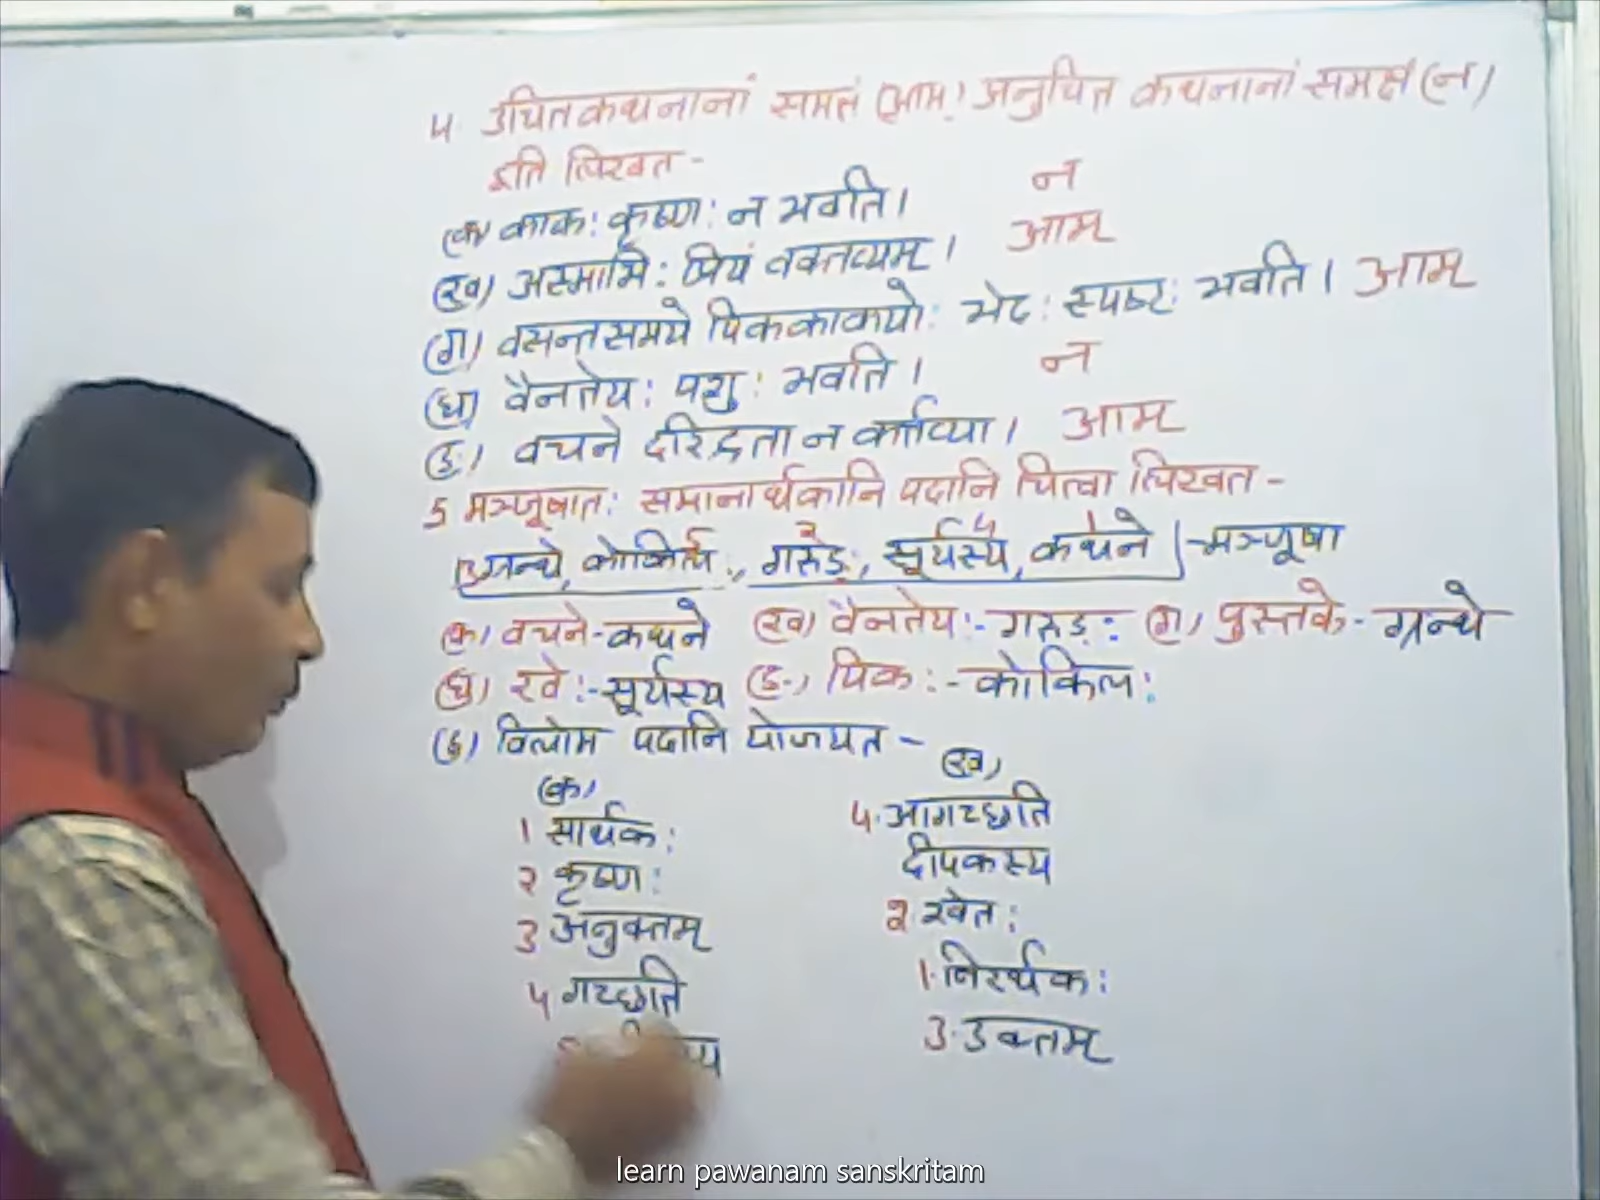 4. उचितकथनानां समक्षं (आम्) अनुचित कथनानां समक्षं (न)
इति लिखत-
(क) काकः कृष्णः न भवति। न
(ख) अस्माभिः प्रियं वक्तव्यम्। आम्
(ग) वसन्तसमये पिककाकयोः भेदः स्पष्टः भवति। आम्
(घ) वैनतेयः पशुः भवति। न
(ङ) वचने दरिद्रता न कर्त्तव्या। आम्
5 मञ्जूषातः समानार्थकानि पदानि चित्वा लिखत-
3 ग्रन्थे, कोकिलः, 2 गरुडः, 4 सूर्यस्य, 1 कथने -मञ्जूषा
(क) वचने-कथने (ख) वैनतेयः-गरुडः (ग) पुस्तके-ग्रन्थे
(घ) रवेः-सूर्यस्य (ङ) पिकः-कोकिलः
(6) विलोम पदानि योजयत-
(क) (ख)
1 सार्थकः 4. आगच्छति
2 कृष्णः दीपकस्य
3 अनुक्तम् 2. श्वेतः
4 गच्छति 1. निरर्थकः
3. उक्तम्
learn pawanam sanskritam